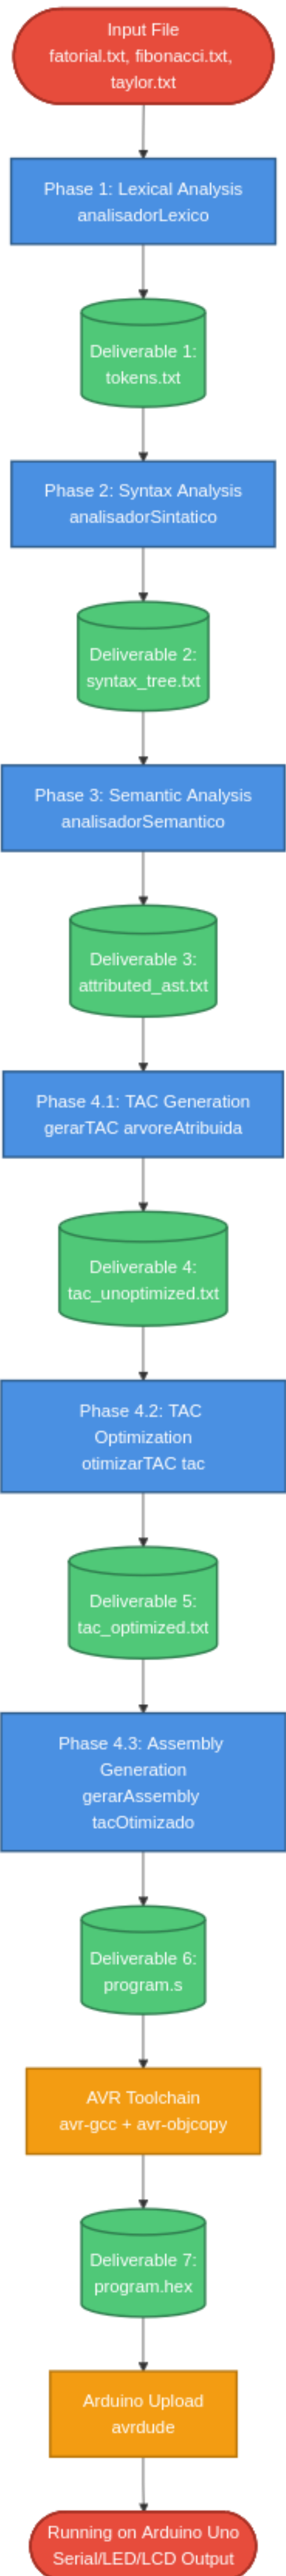 Input File
fatorial.txt, fibonacci.txt,
taylor.txt
Phase 1: Lexical Analysis
analisadorLexico
Deliverable 1:
tokens.txt
Phase 2: Syntax Analysis
analisadorSintatico
Deliverable 2:
syntax_tree.txt
Phase 3: Semantic Analysis
analisadorSemantico
Deliverable 3:
attributed_ast.txt
Phase 4.1: TAC Generation
gerarTAC arvoreAtribuida
Deliverable 4:
tac_unoptimized.txt
Phase 4.2: TAC
Optimization
otimizarTAC tac
Deliverable 5:
tac_optimized.txt
Phase 4.3: Assembly
Generation
gerarAssembly
tacOtimizado
Deliverable 6:
program.s
AVR Toolchain
avr-gcc + avr-objcopy
Deliverable 7:
program.hex
Arduino Upload
avrdude
Running on Arduino Uno
Serial/LED/LCD Output